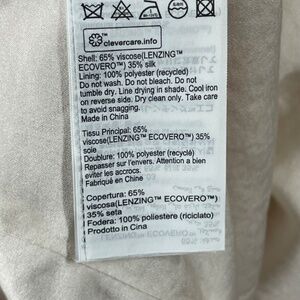 clevercare.info
Shell: 65% viscose(LENZING™
ECOVERO™) 35% silk
Lining: 100% polyester (recycled)
Do not wash. Do not bleach. Do not
tumble dry. Line drying in shade. Cool iron
on reverse side. Dry clean only. Take care
to avoid snagging.
Made in China
Tissu Principal: 65%
viscose(LENZING™ ECOVERO™) 35%
soie
Doublure: 100% polyester (recyclé)
Repasser sur l'envers. Attention à bien
éviter les accrocs.
Fabriqué en Chine
Copertura: 65%
viscosa(LENZING™ ECOVERO™)
35% seta
Fodera: 100% poliestere (riciclato)
Prodotto in Cina